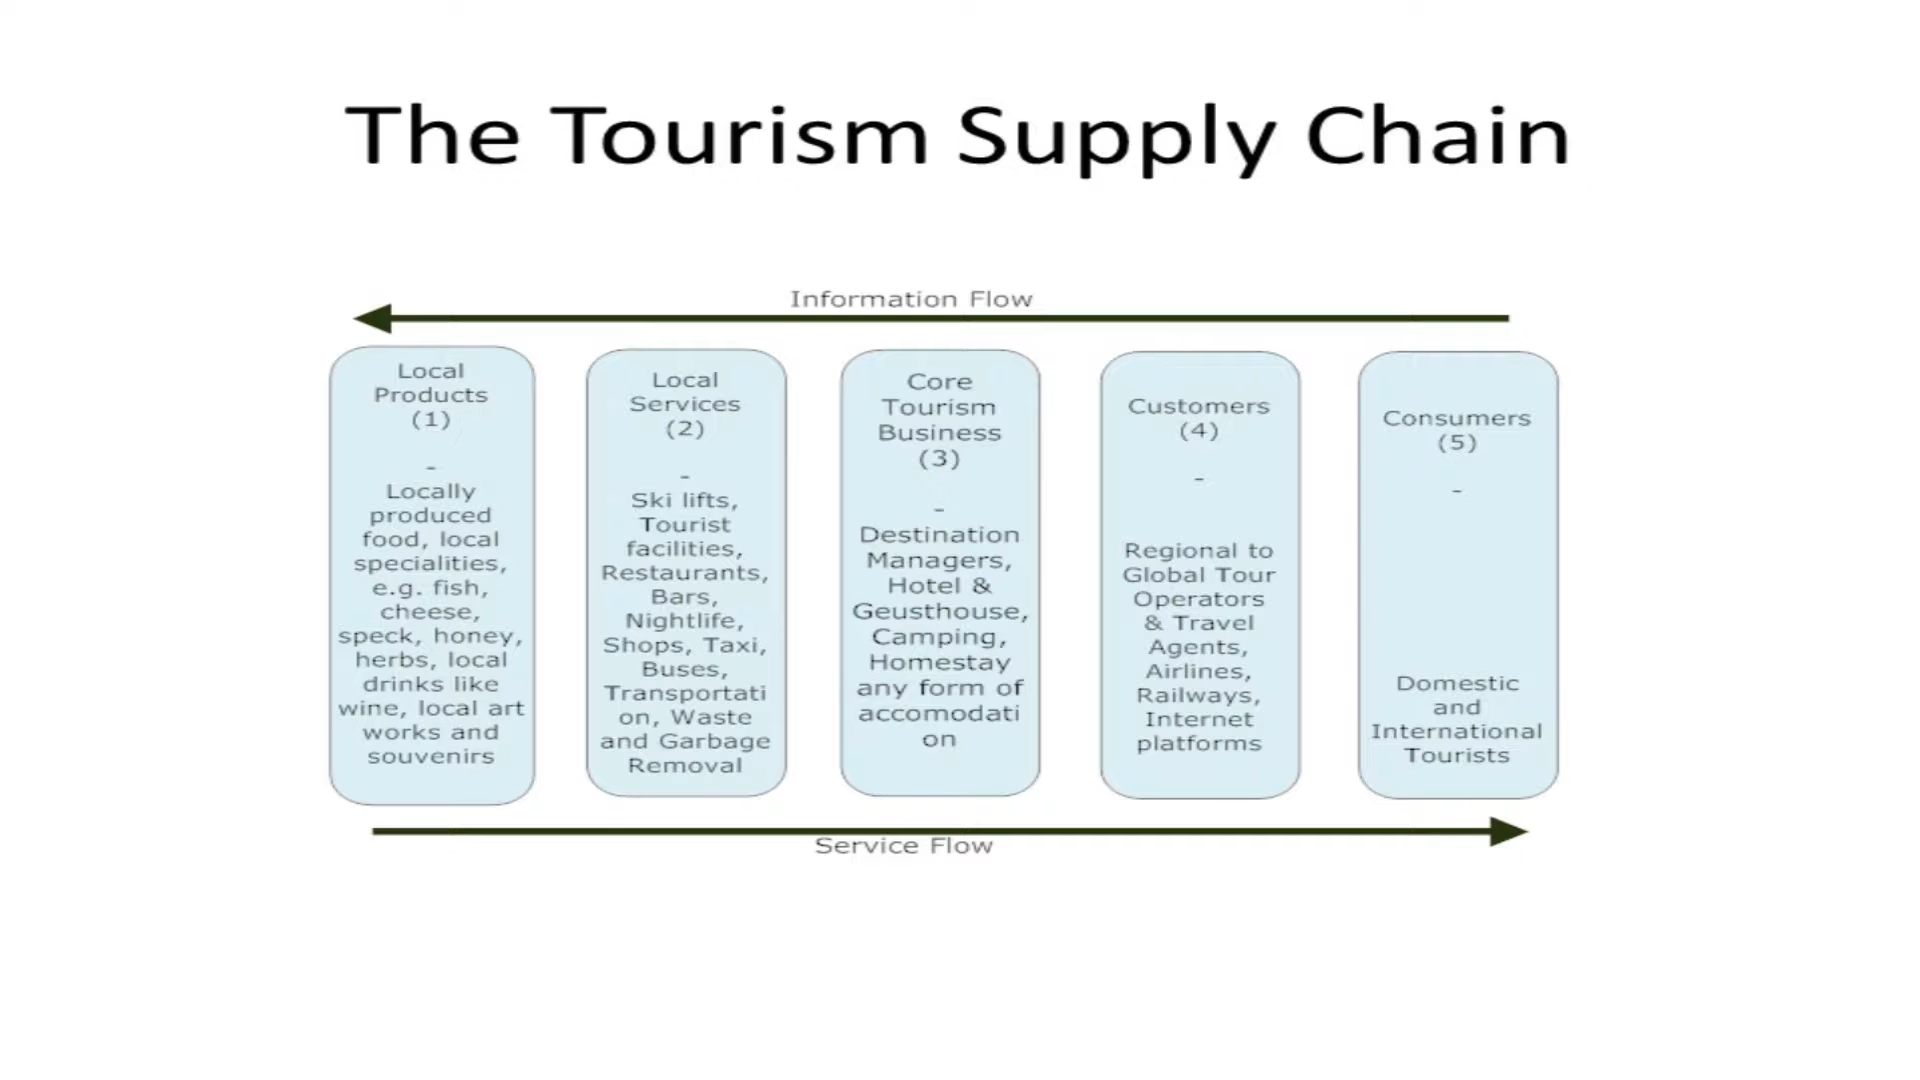 The Tourism Supply Chain
Information Flow
Local
Products
(1)
-
Locally
produced
food, local
specialities,
e.g. fish,
cheese,
speck, honey,
herbs, local
drinks like
wine, local art
works and
souvenirs
Local
Services
(2)
-
Ski lifts,
Tourist
facilities,
Restaurants,
Bars,
Nightlife,
Shops, Taxi,
Buses,
Transportati
on, Waste
and Garbage
Removal
Core
Tourism
Business
(3)
-
Destination
Managers,
Hotel &
Geusthouse,
Camping,
Homestay
any form of
accomodati
on
Customers
(4)
-
Regional to
Global Tour
Operators
& Travel
Agents,
Airlines,
Railways,
Internet
platforms
Consumers
(5)
-
Domestic
and
International
Tourists
Service Flow